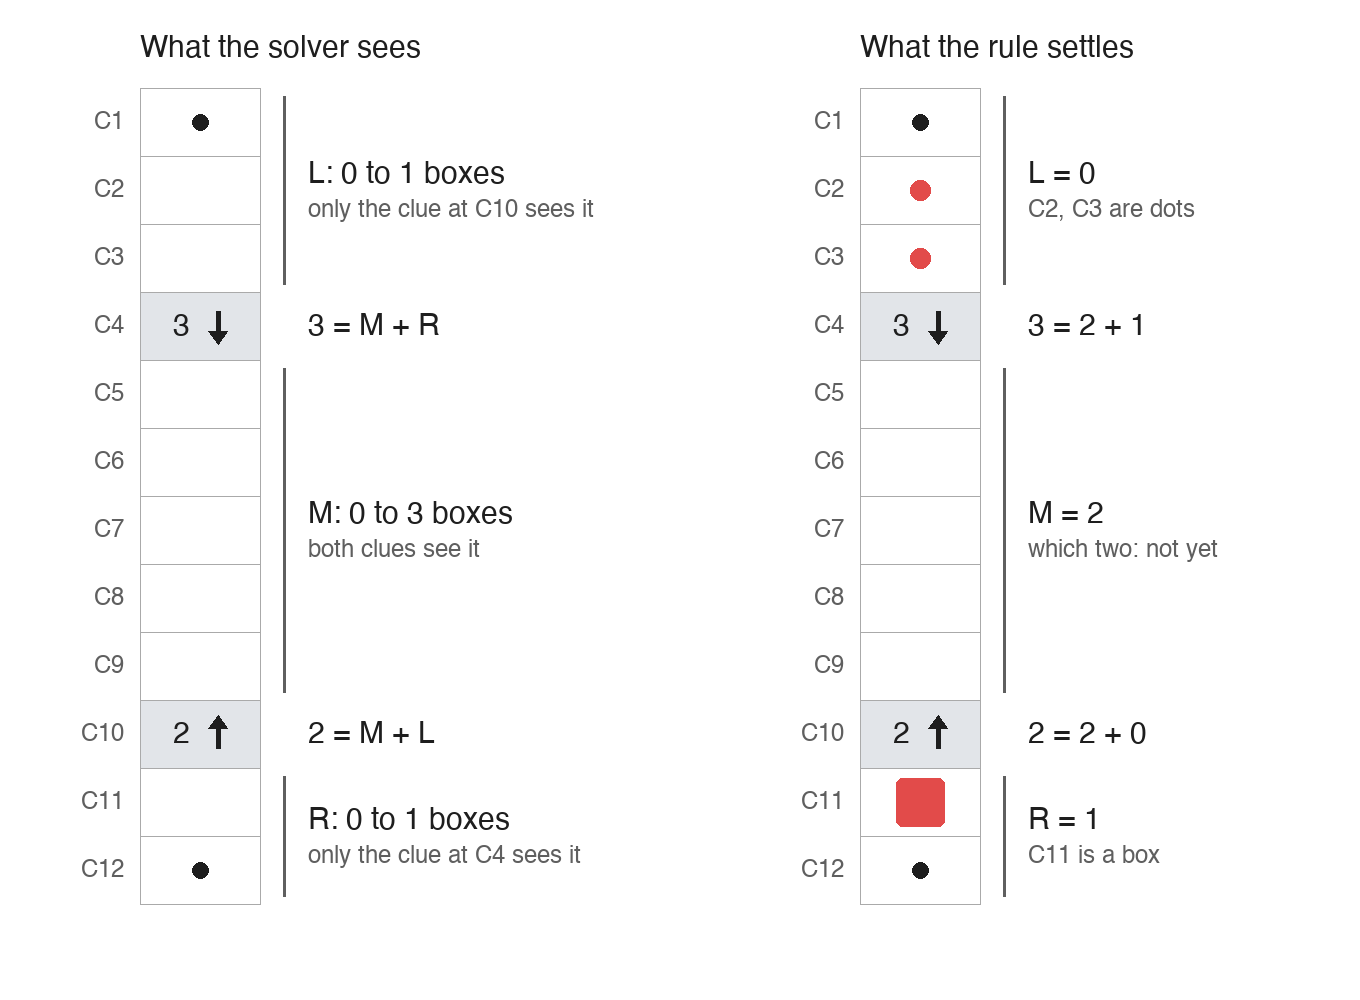 What the solver sees
C1
C2
L: 0 to 1 boxes
only the clue at C10 sees it
C3
C4
3
3 = M + R
C5
C6
C7
M: 0 to 3 boxes
both clues see it
C8
C9
C10
2
2 = M + L
C11
R: 0 to 1 boxes
only the clue at C4 sees it
C12
What the rule settles
C1
C2
L = 0
C2, C3 are dots
C3
C4
3
3 = 2 + 1
C5
C6
C7
M = 2
which two: not yet
C8
C9
C10
2
2 = 2 + 0
C11
R = 1
C11 is a box
C12